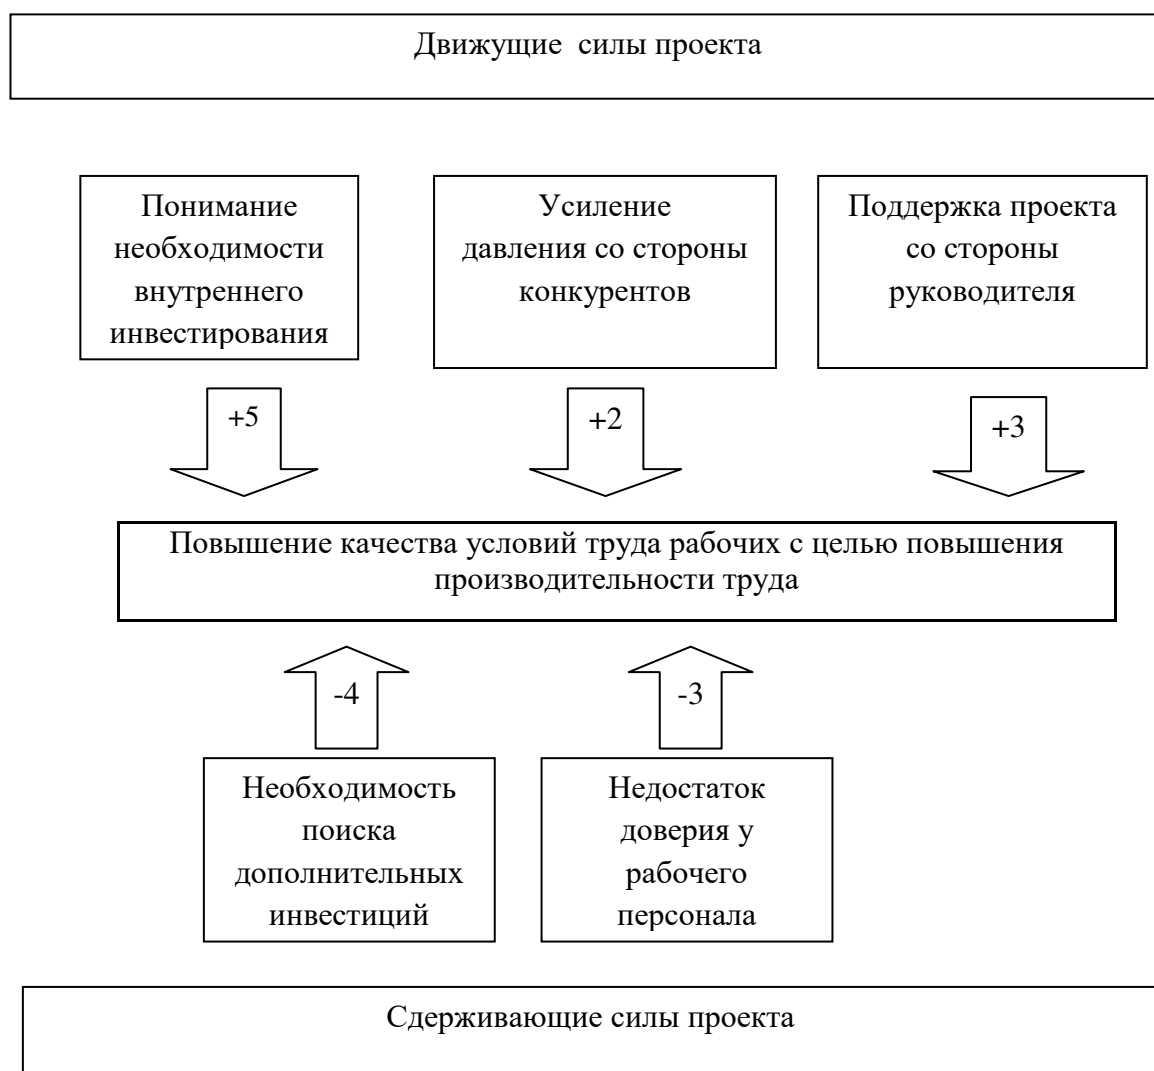 Движущие силы проекта
Понимание
необходимости
внутреннего
инвестирования
Усиление
давления со стороны
конкурентов
Поддержка проекта
со стороны
руководителя
+5
+2
+3
Повышение качества условий труда рабочих с целью повышения
производительности труда
-4
-3
Необходимость
поиска
дополнительных
инвестиций
Недостаток
доверия у
рабочего
персонала
Сдерживающие силы проекта